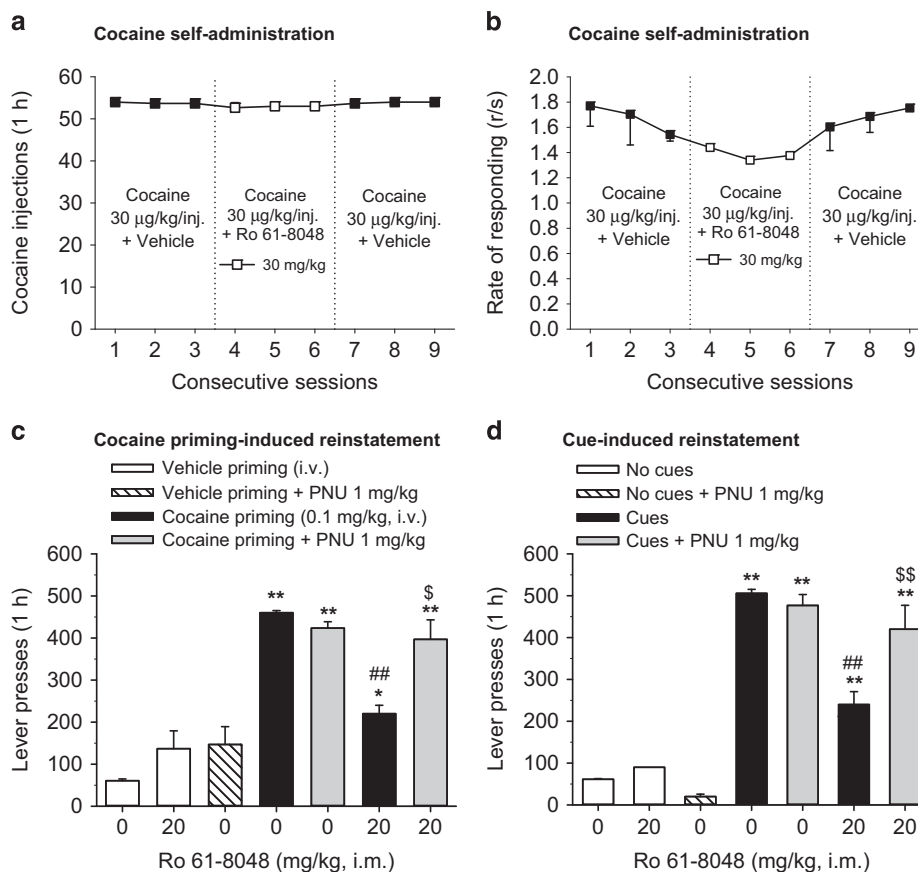 a
Cocaine self-administration
Cocaine injections (1 h)
60
50
40
30
20
10
0
Cocaine
30 µg/kg/inj.
+ Vehicle
Cocaine
30 µg/kg/inj.
+ Ro 61-8048
30 mg/kg
Cocaine
30 µg/kg/inj.
+ Vehicle
1 2 3 4 5 6 7 8 9
Consecutive sessions
b
Cocaine self-administration
Rate of responding (r/s)
2.0
1.8
1.6
1.4
1.2
1.0
0.8
0.6
0.4
0.2
0.0
Cocaine
30 µg/kg/inj.
+ Vehicle
Cocaine
30 µg/kg/inj.
+ Ro 61-8048
30 mg/kg
Cocaine
30 µg/kg/inj.
+ Vehicle
1 2 3 4 5 6 7 8 9
Consecutive sessions
c
Cocaine priming-induced reinstatement
Vehicle priming (i.v.)
Vehicle priming + PNU 1 mg/kg
Cocaine priming (0.1 mg/kg, i.v.)
Cocaine priming + PNU 1 mg/kg
Lever presses (1 h)
600
500
400
300
200
100
0
**
**
##
*
$
**
0 20 0 0 0 20 20
Ro 61-8048 (mg/kg, i.m.)
d
Cue-induced reinstatement
No cues
No cues + PNU 1 mg/kg
Cues
Cues + PNU 1 mg/kg
Lever presses (1 h)
600
500
400
300
200
100
0
**
**
##
**
$$
**
0 20 0 0 0 20 20
Ro 61-8048 (mg/kg, i.m.)